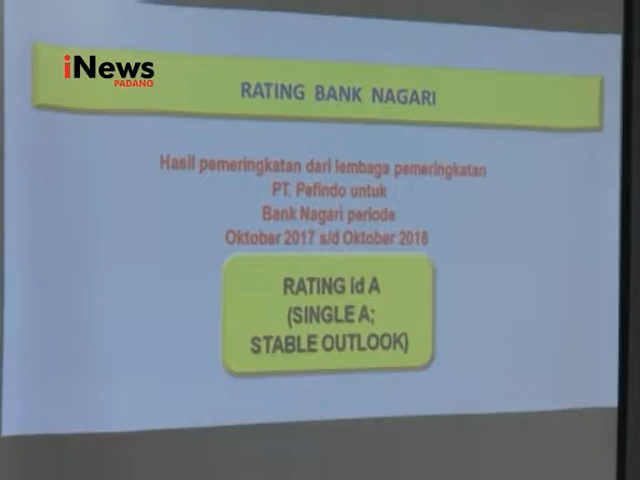 iNews
PADANG
RATING BANK NAGARI
Hasil pemeringkatan dari lembaga pemeringkatan
PT. Pefindo untuk
Bank Nagari periode
Oktober 2017 s/d Oktober 2018
RATING id A
(SINGLE A;
STABLE OUTLOOK)